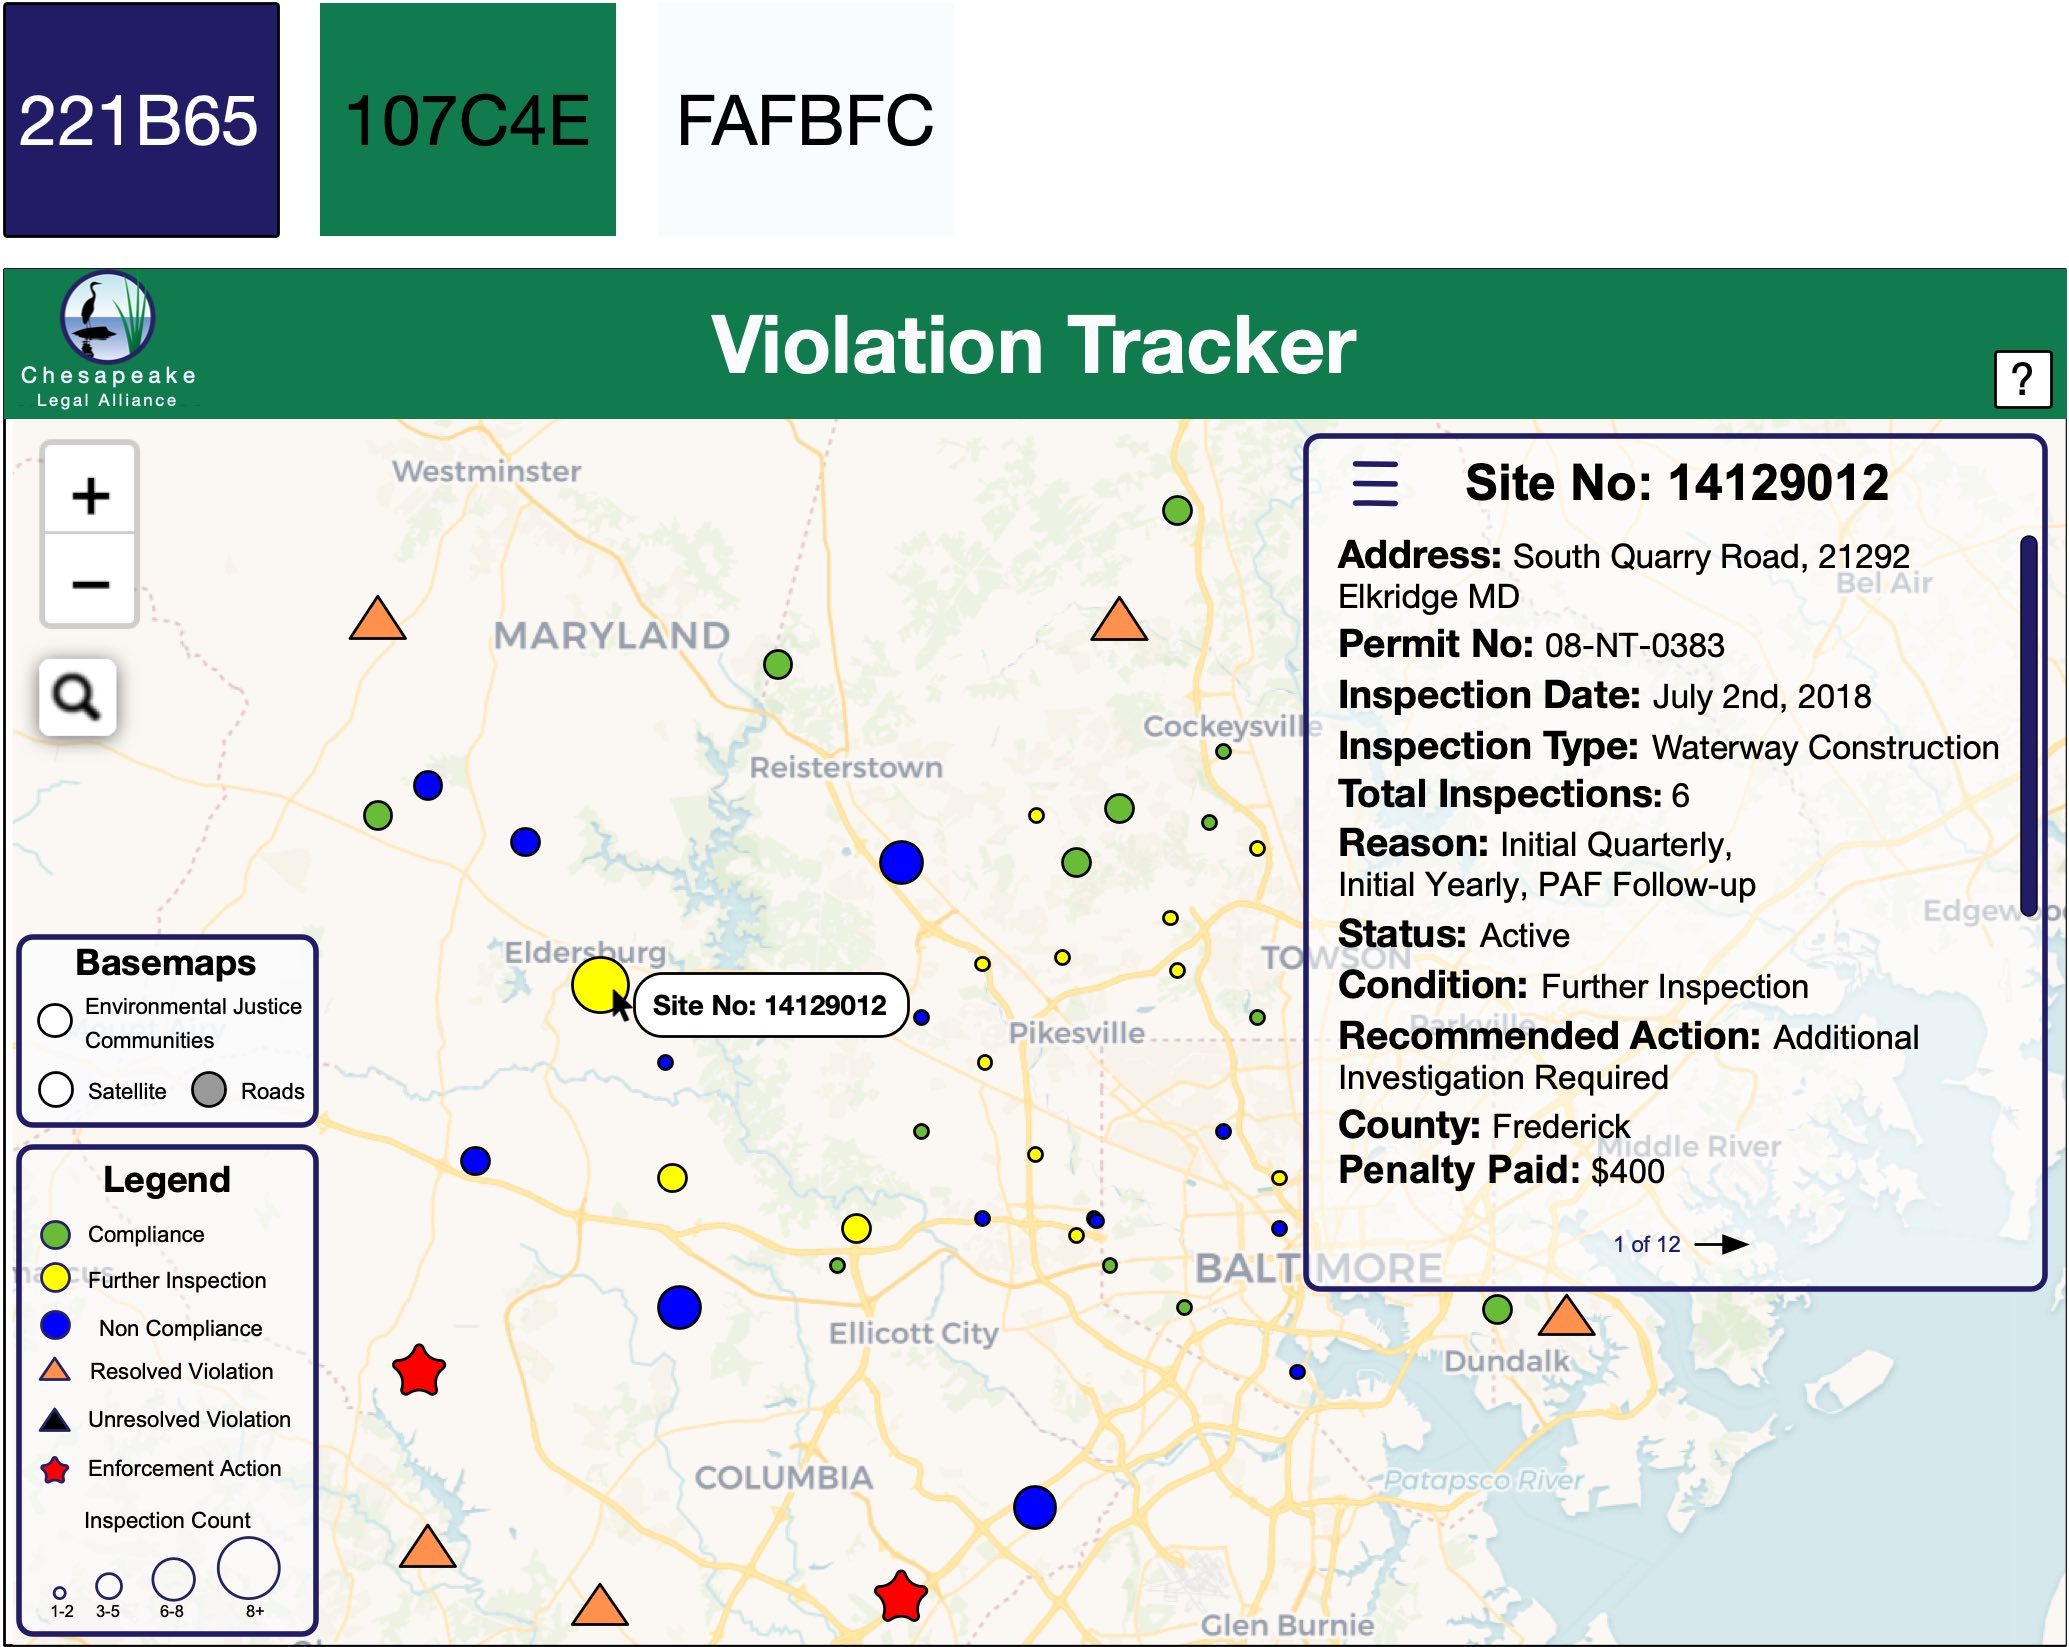 221B65
107C4E
FAFBFC
Chesapeake
Legal Alliance
Violation Tracker
?
+
−
Westminster
MARYLAND
Reisterstown
Cockeysville
Eldersburg
Site No: 14129012
Pikesville
TOWSON
Ellicott City
BALTIMORE
COLUMBIA
Dundalk
Patapsco River
Glen Burnie
Bel Air
Parkville
Middle River
Site No: 14129012
Address: South Quarry Road, 21292
Elkridge MD
Permit No: 08-NT-0383
Inspection Date: July 2nd, 2018
Inspection Type: Waterway Construction
Total Inspections: 6
Reason: Initial Quarterly,
Initial Yearly, PAF Follow-up
Status: Active
Condition: Further Inspection
Recommended Action: Additional
Investigation Required
County: Frederick
Penalty Paid: $400
1 of 12
Basemaps
Environmental Justice
Communities
Satellite
Roads
Legend
Compliance
Further Inspection
Non Compliance
Resolved Violation
Unresolved Violation
Enforcement Action
Inspection Count
1-2 3-5 6-8 8+